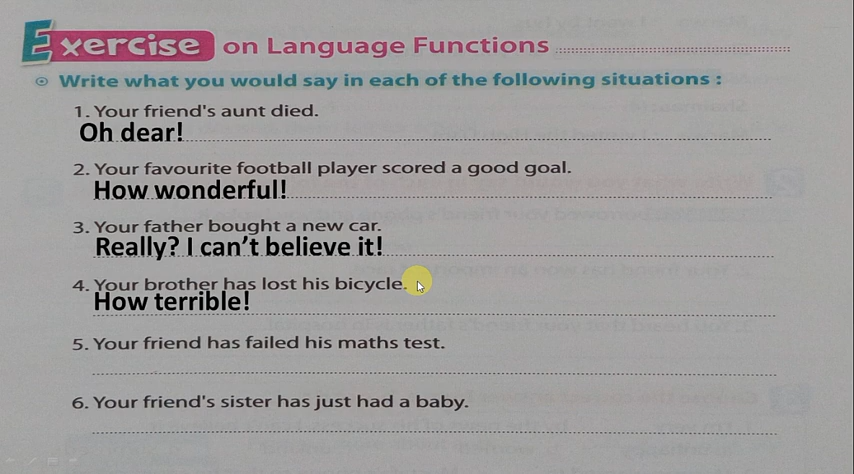 Exercise on Language Functions
Write what you would say in each of the following situations :
1. Your friend's aunt died.
Oh dear!
2. Your favourite football player scored a good goal.
How wonderful!
3. Your father bought a new car.
Really? I can't believe it!
4. Your brother has lost his bicycle.
How terrible!
5. Your friend has failed his maths test.
6. Your friend's sister has just had a baby.